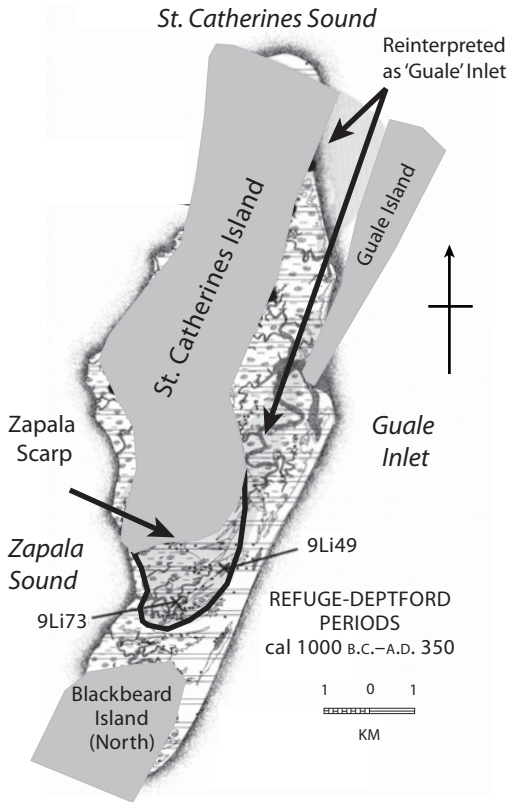 St. Catherines Sound
Reinterpreted
as 'Guale' Inlet
St. Catherines Island
Guale Island
Zapala
Scarp
Guale
Inlet
Zapala
Sound
9Li49
9Li73
REFUGE-DEPTFORD
PERIODS
cal 1000 B.C.–A.D. 350
Blackbeard
Island
(North)
1 0 1
KM